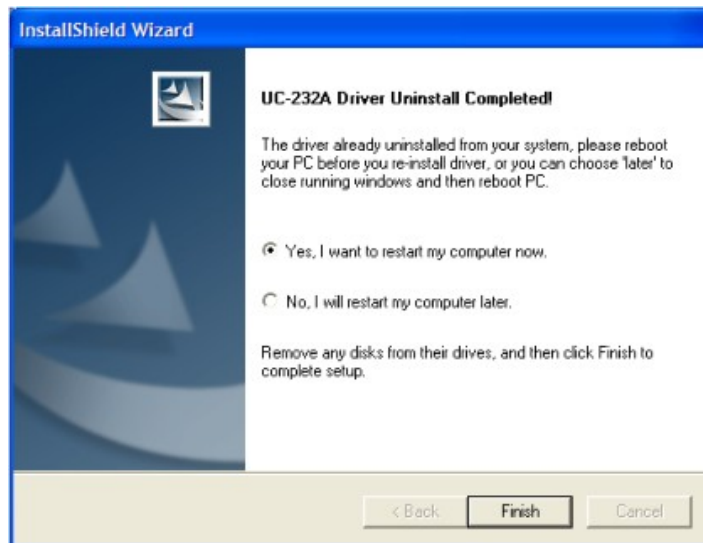 InstallShield Wizard
UC-232A Driver Uninstall Completed!
The driver already uninstalled from your system, please reboot
your PC before you re-install driver, or you can choose 'later' to
close running windows and then reboot PC.
Yes, I want to restart my computer now.
No, I will restart my computer later.
Remove any disks from their drives, and then click Finish to
complete setup.
< Back
Finish
Cancel